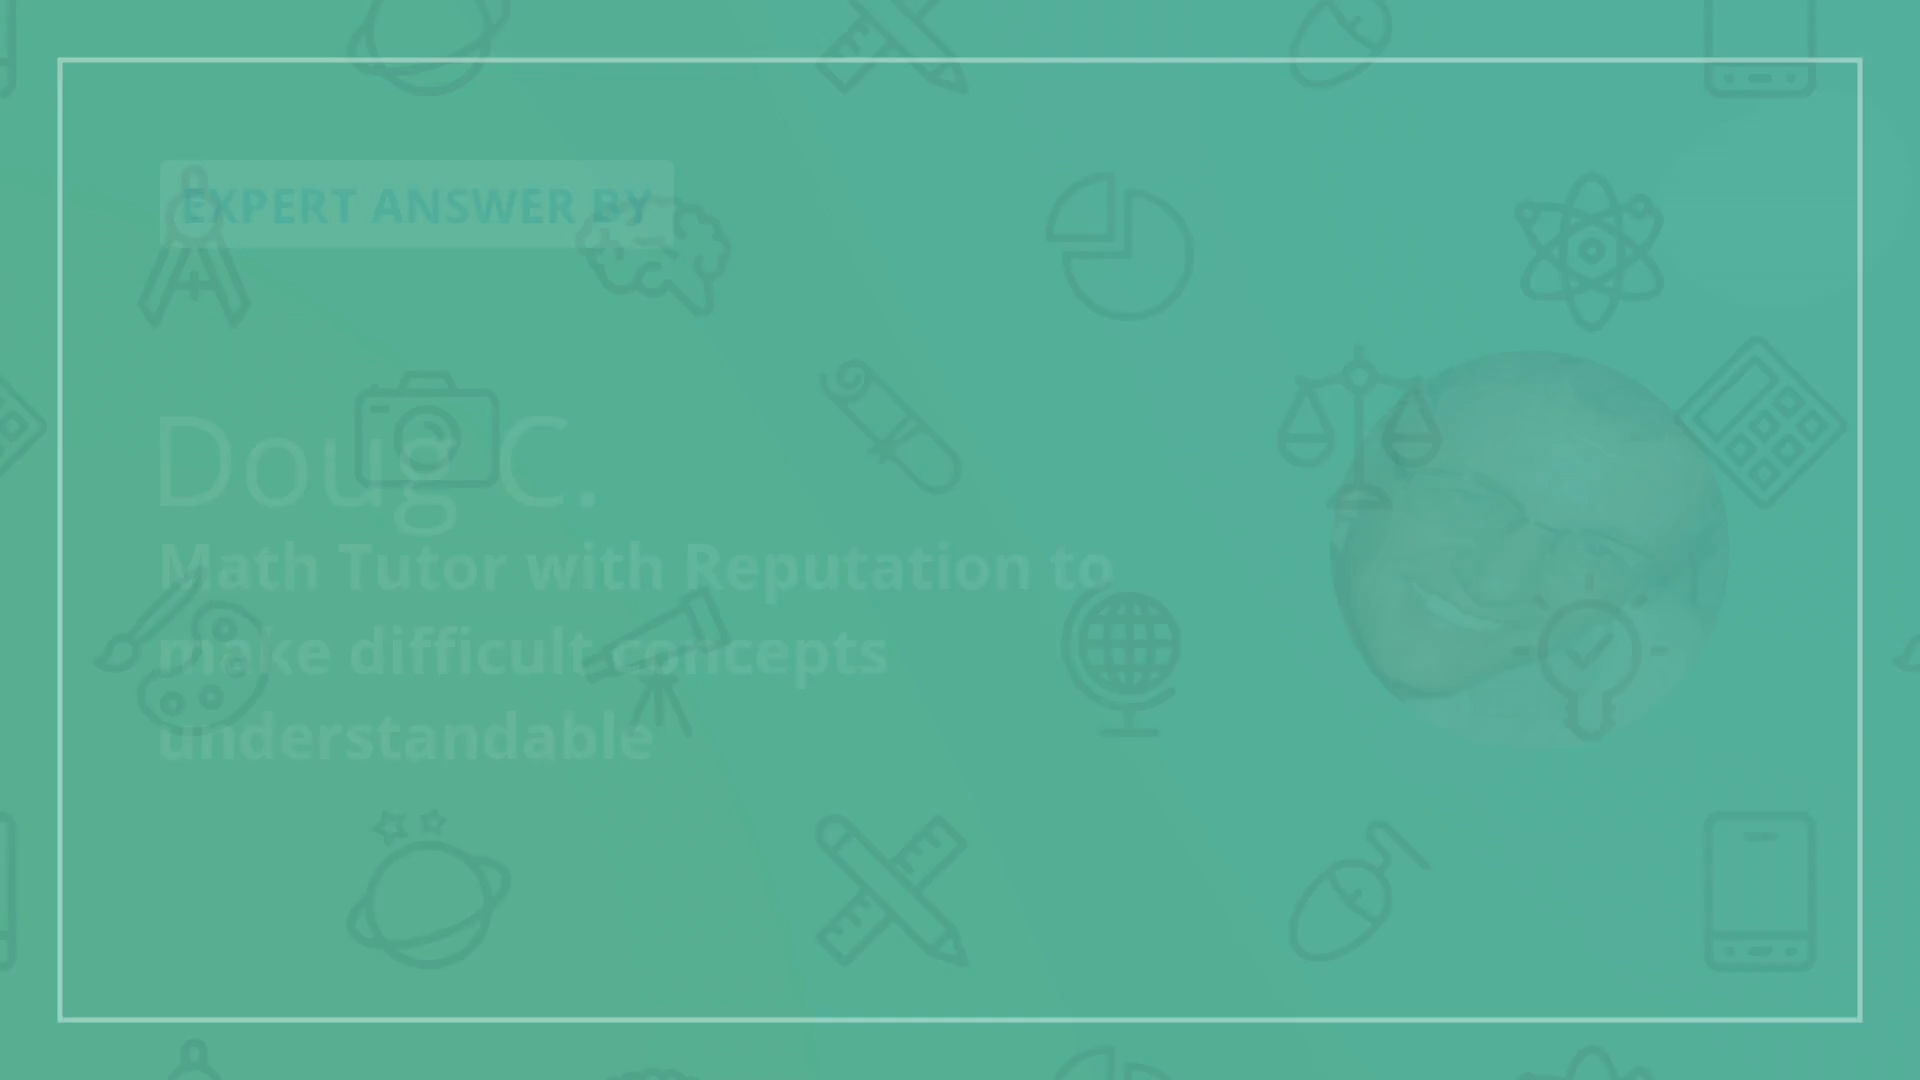 EXPERT ANSWER BY
Doug C.
Math Tutor with Reputation to
make difficult concepts
understandable